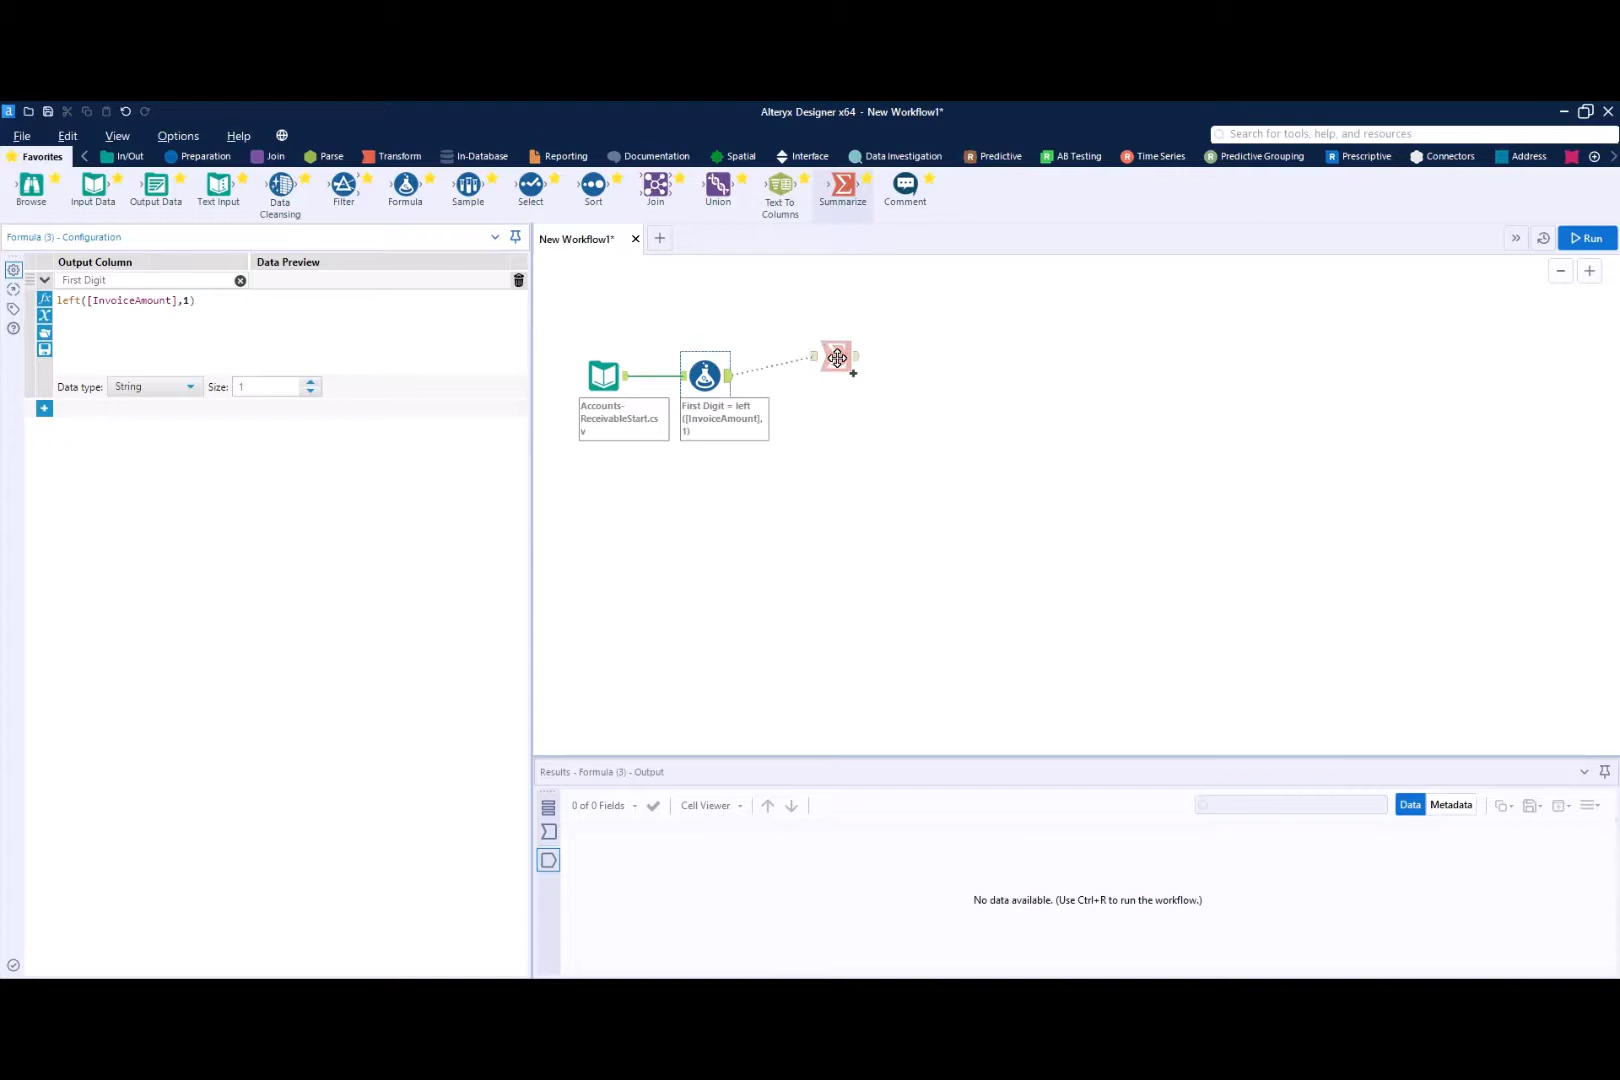 Alteryx Designer x64 - New Workflow1*
File Edit View Options Help
Search for tools, help, and resources
Favorites In/Out Preparation Join Parse Transform In-Database Reporting Documentation Spatial Interface Data Investigation Predictive AB Testing Time Series Predictive Grouping Prescriptive Connectors Address
Browse Input Data Output Data Text Input Data Cleansing Filter Formula Sample Select Sort Join Union Text To Columns Summarize Comment
Formula (3) - Configuration
New Workflow1*
Run
Output Column Data Preview
First Digit
left([InvoiceAmount],1)
Data type: String Size: 1
Accounts-
ReceivableStart.cs
v
First Digit = left
([InvoiceAmount],
1)
Results - Formula (3) - Output
0 of 0 Fields Cell Viewer Data Metadata
No data available. (Use Ctrl+R to run the workflow.)